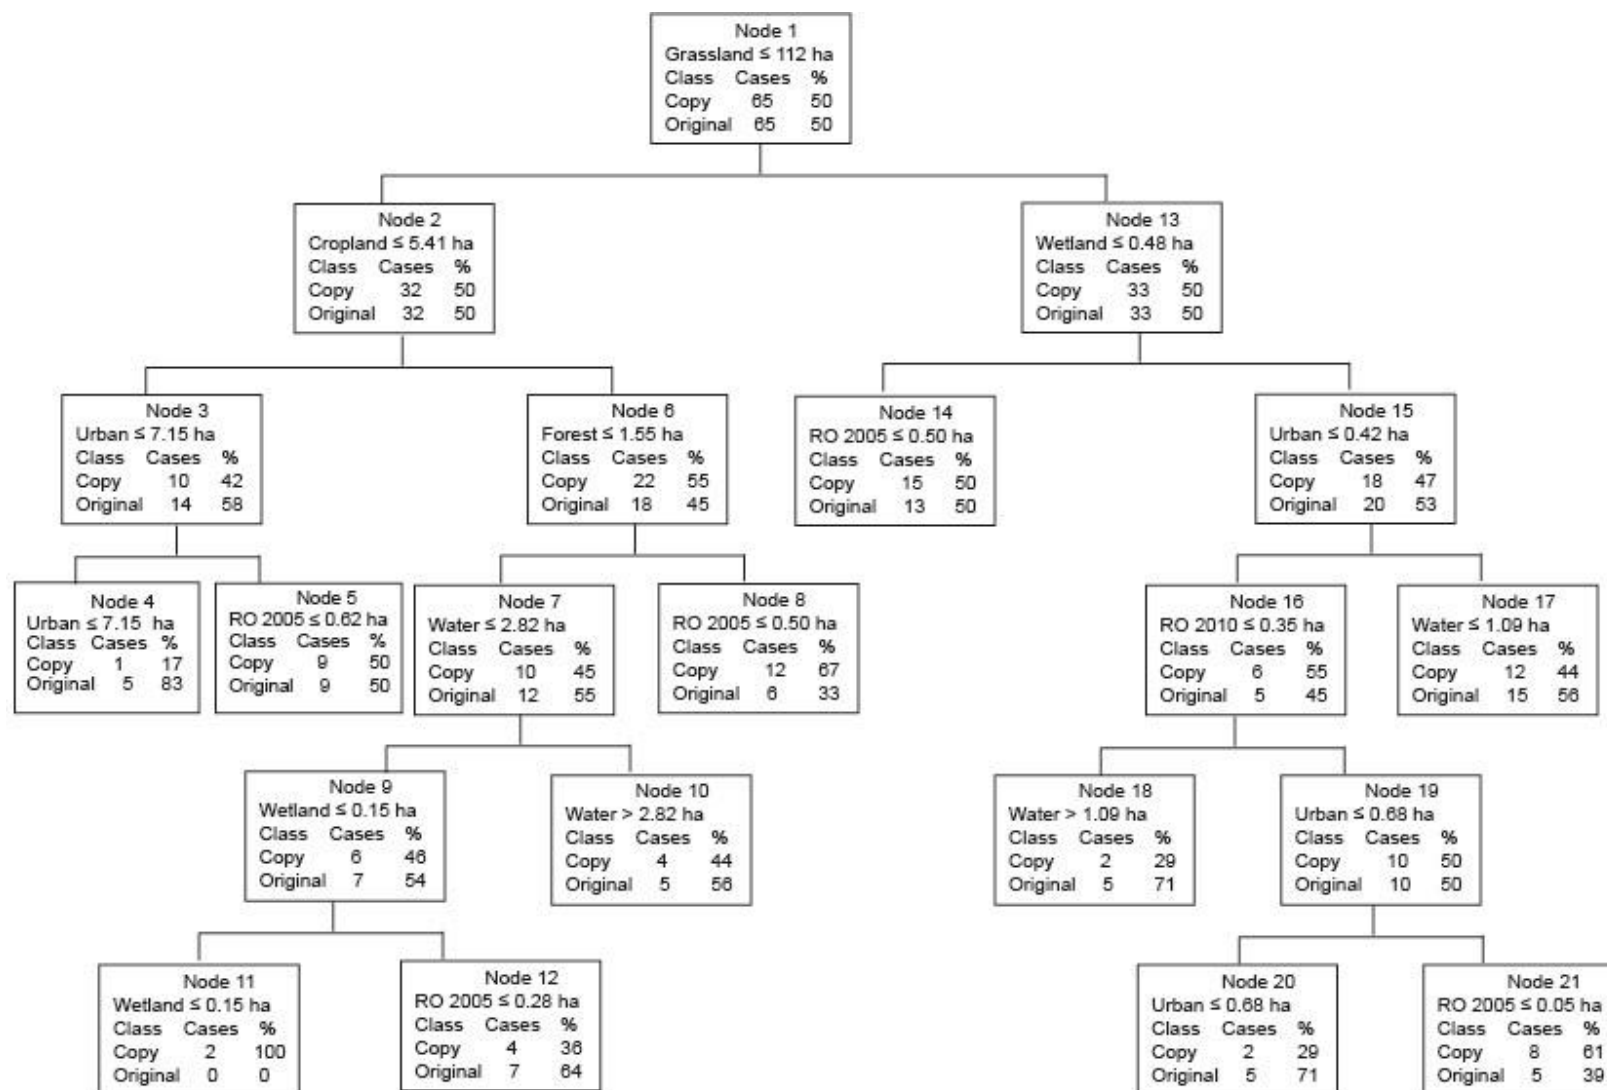 Node 1
Grassland ≤ 112 ha
Class Cases %
Copy 65 50
Original 65 50
Node 2
Cropland ≤ 5.41 ha
Class Cases %
Copy 32 50
Original 32 50
Node 13
Wetland ≤ 0.48 ha
Class Cases %
Copy 33 50
Original 33 50
Node 3
Urban ≤ 7.15 ha
Class Cases %
Copy 10 42
Original 14 58
Node 6
Forest ≤ 1.55 ha
Class Cases %
Copy 22 55
Original 18 45
Node 14
RO 2005 ≤ 0.50 ha
Class Cases %
Copy 15 50
Original 13 50
Node 15
Urban ≤ 0.42 ha
Class Cases %
Copy 18 47
Original 20 53
Node 4
Urban ≤ 7.15 ha
Class Cases %
Copy 1 17
Original 5 83
Node 5
RO 2005 ≤ 0.62 ha
Class Cases %
Copy 9 50
Original 9 50
Node 7
Water ≤ 2.82 ha
Class Cases %
Copy 10 45
Original 12 55
Node 8
RO 2005 ≤ 0.50 ha
Class Cases %
Copy 12 67
Original 6 33
Node 16
RO 2010 ≤ 0.35 ha
Class Cases %
Copy 6 55
Original 5 45
Node 17
Water ≤ 1.09 ha
Class Cases %
Copy 12 44
Original 15 56
Node 9
Wetland ≤ 0.15 ha
Class Cases %
Copy 6 46
Original 7 54
Node 10
Water > 2.82 ha
Class Cases %
Copy 4 44
Original 5 56
Node 18
Water > 1.09 ha
Class Cases %
Copy 2 29
Original 5 71
Node 19
Urban ≤ 0.68 ha
Class Cases %
Copy 10 50
Original 10 50
Node 11
Wetland ≤ 0.15 ha
Class Cases %
Copy 2 100
Original 0 0
Node 12
RO 2005 ≤ 0.28 ha
Class Cases %
Copy 4 36
Original 7 64
Node 20
Urban ≤ 0.68 ha
Class Cases %
Copy 2 29
Original 5 71
Node 21
RO 2005 ≤ 0.05 ha
Class Cases %
Copy 8 61
Original 5 39